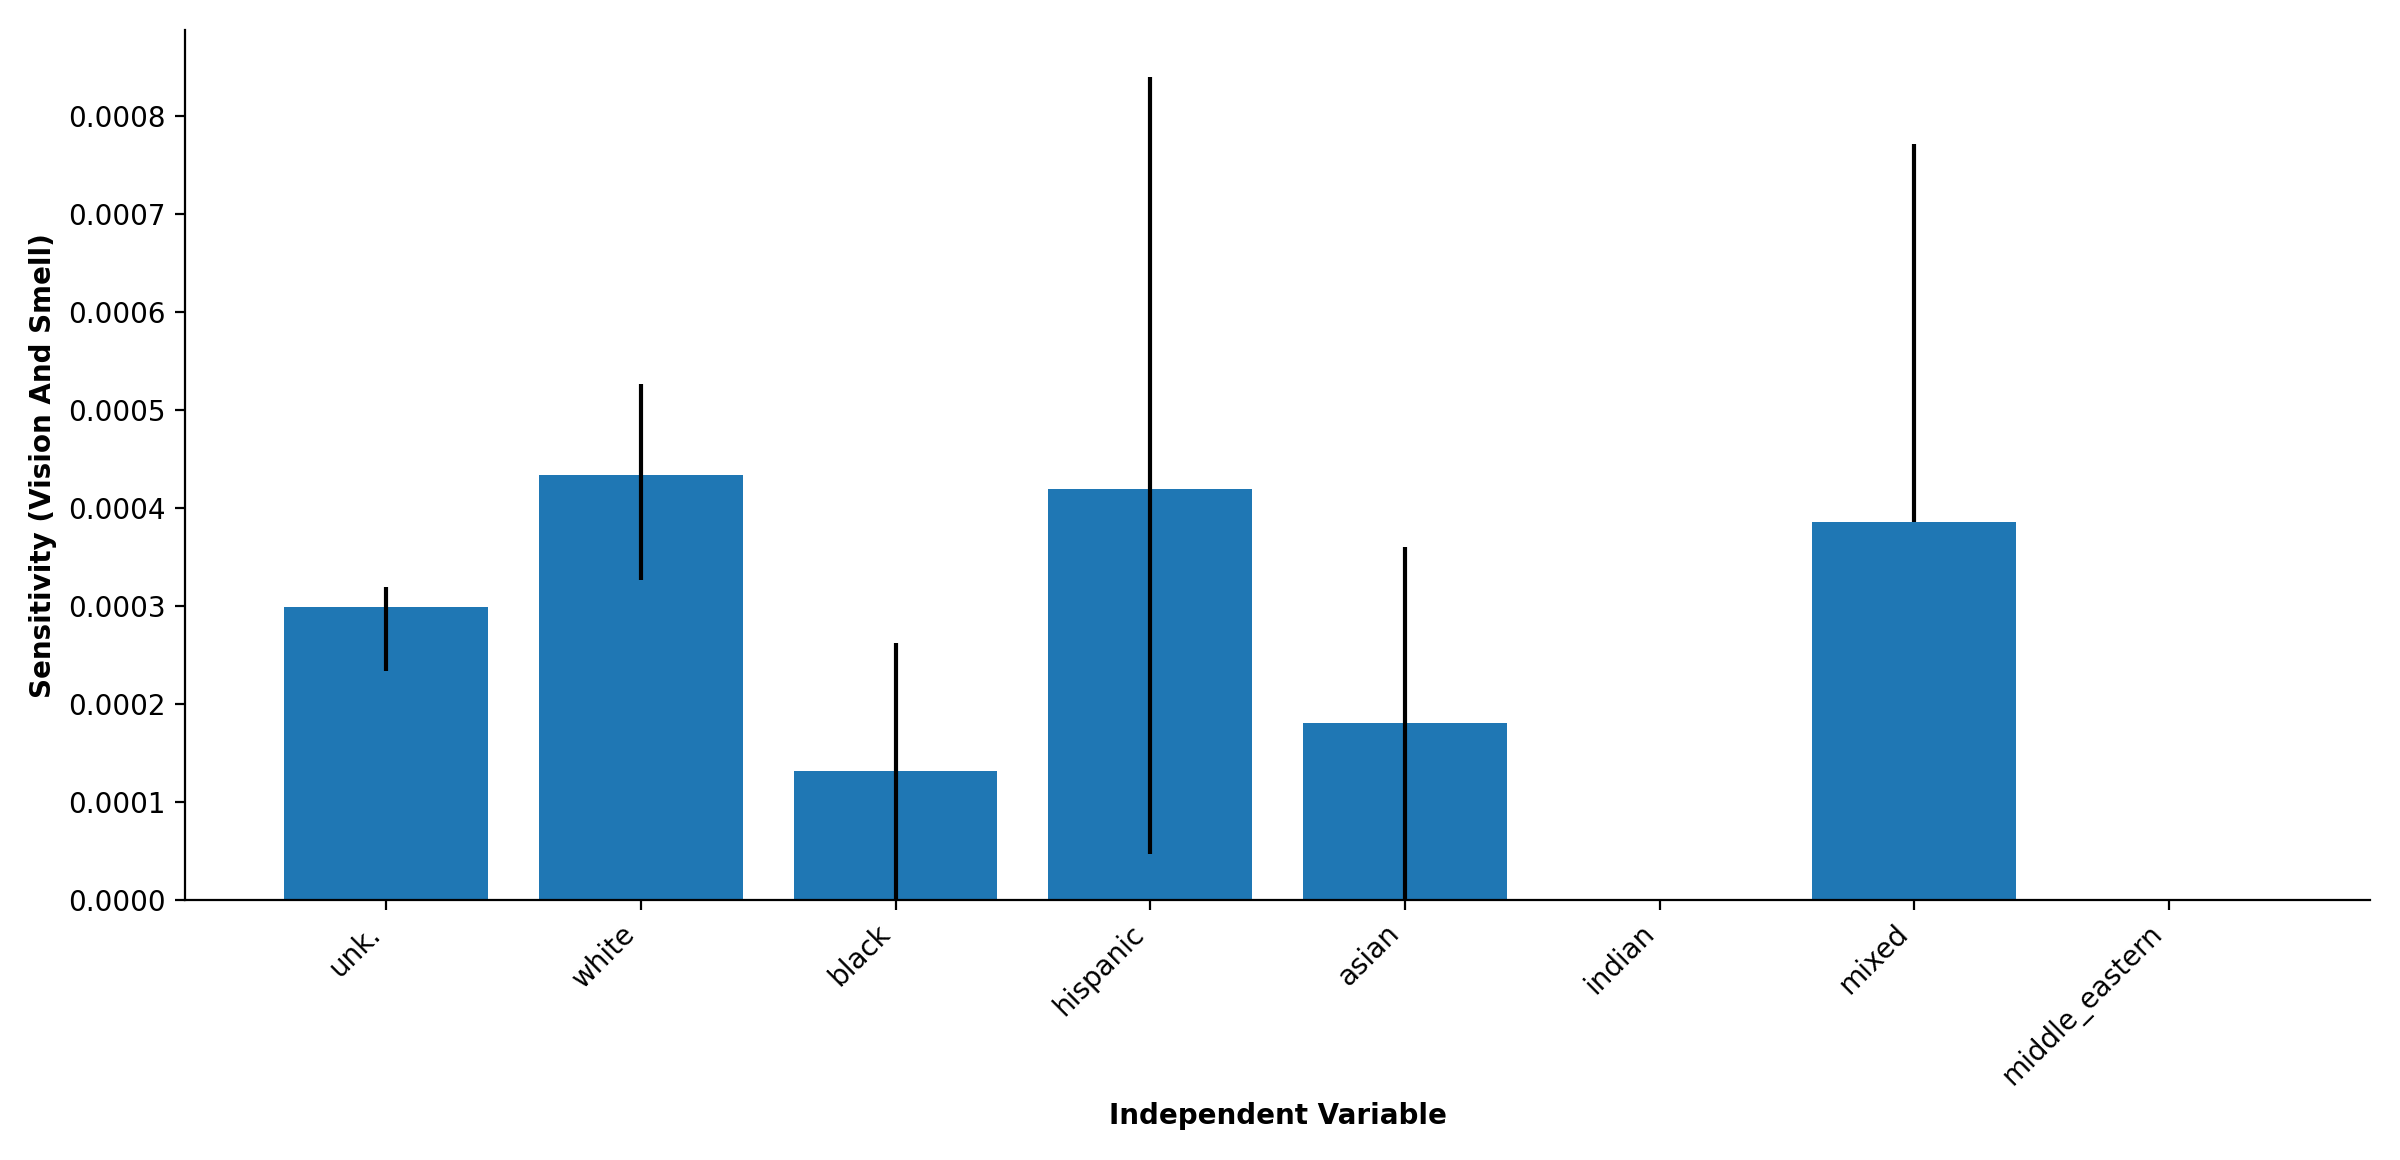 Sensitivity (Vision And Smell)
0.0008
0.0007
0.0006
0.0005
0.0004
0.0003
0.0002
0.0001
0.0000
unk.
white
black
hispanic
asian
indian
mixed
middle_eastern
Independent Variable